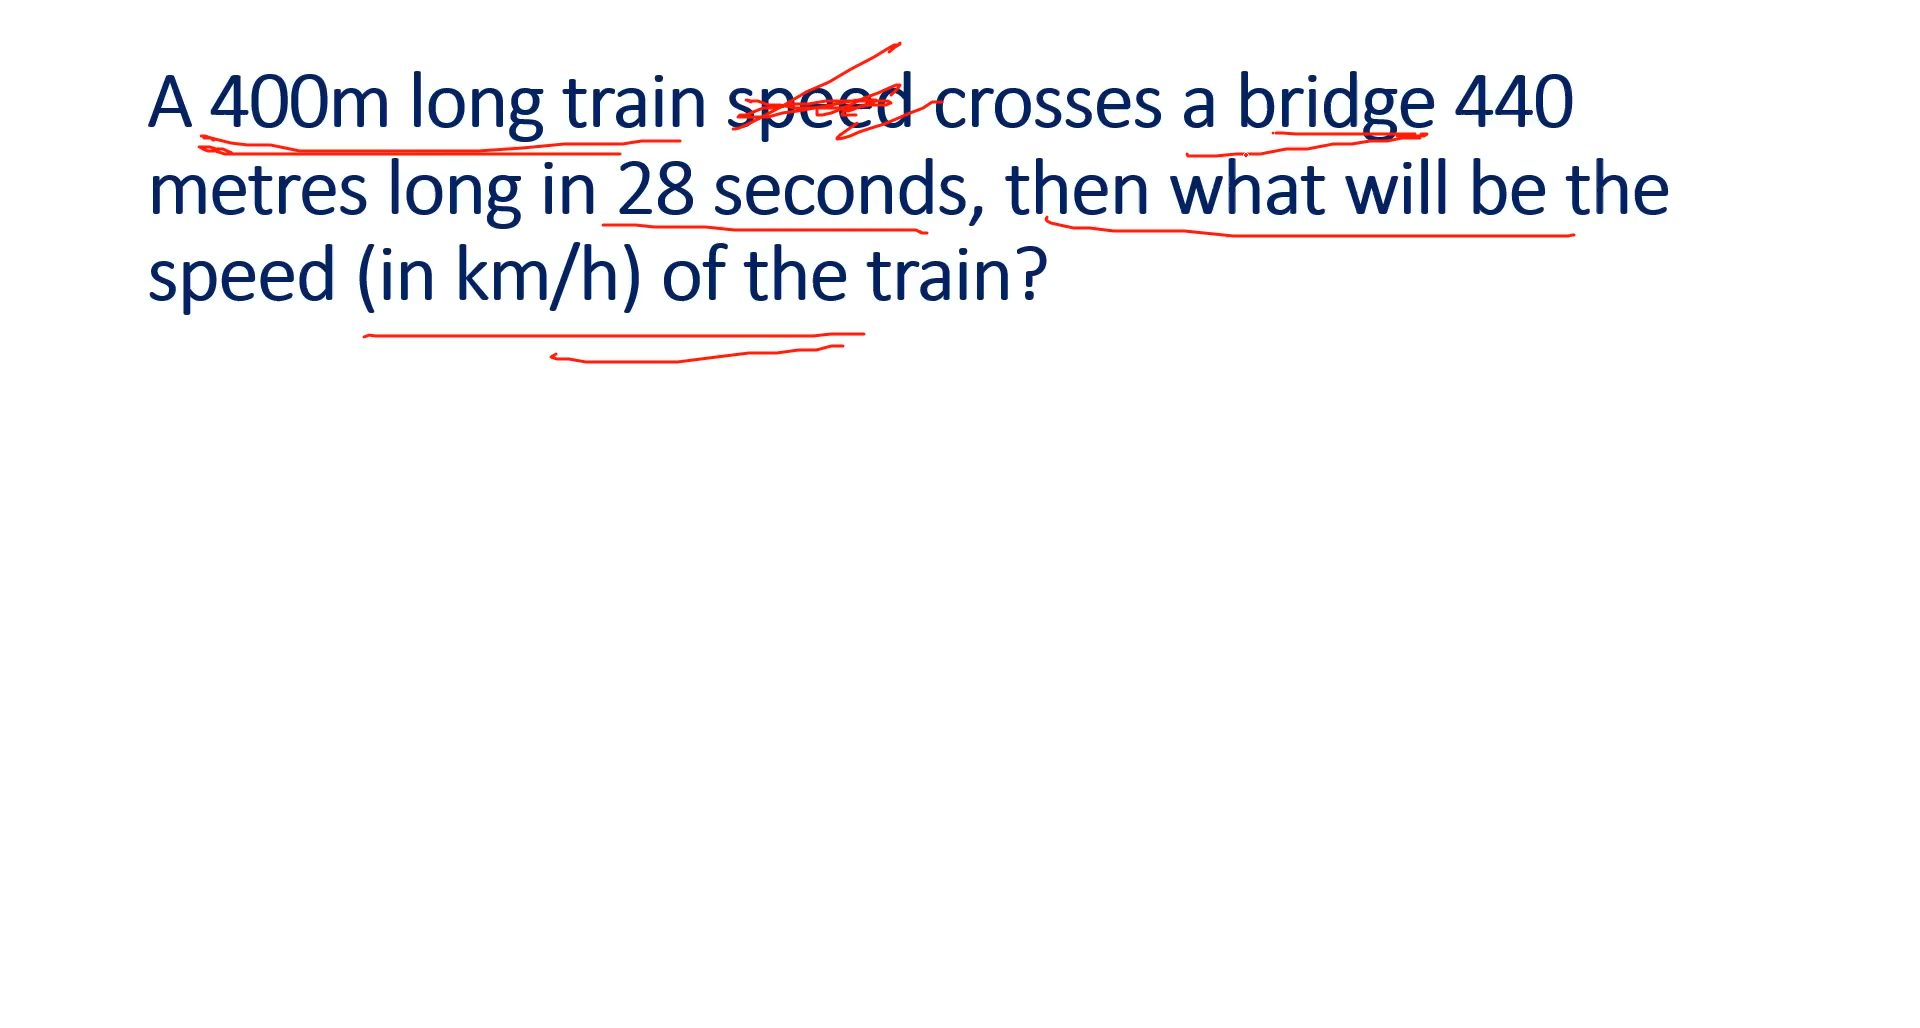 A 400m long train speed crosses a bridge 440
metres long in 28 seconds, then what will be the
speed (in km/h) of the train?